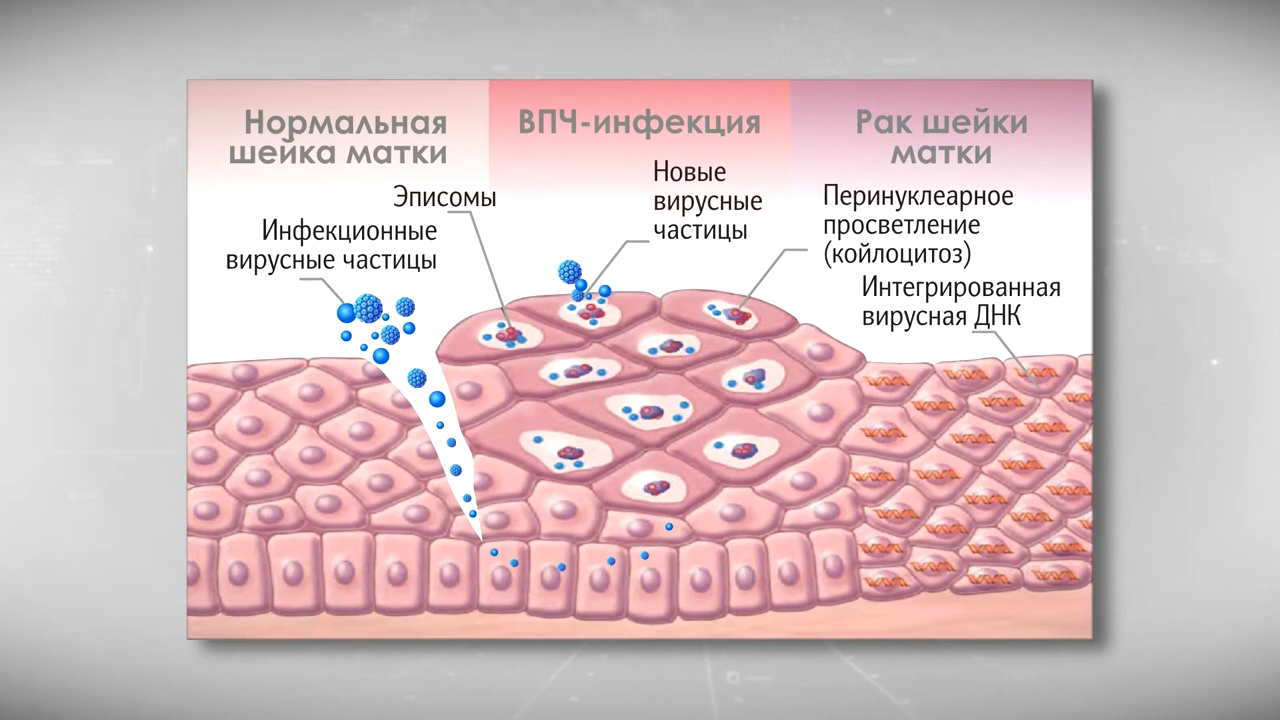 Нормальная
шейка матки
ВПЧ-инфекция
Рак шейки
матки
Эписомы
Инфекционные
вирусные частицы
Новые
вирусные
частицы
Перинуклеарное
просветление
(койлоцитоз)
Интегрированная
вирусная ДНК